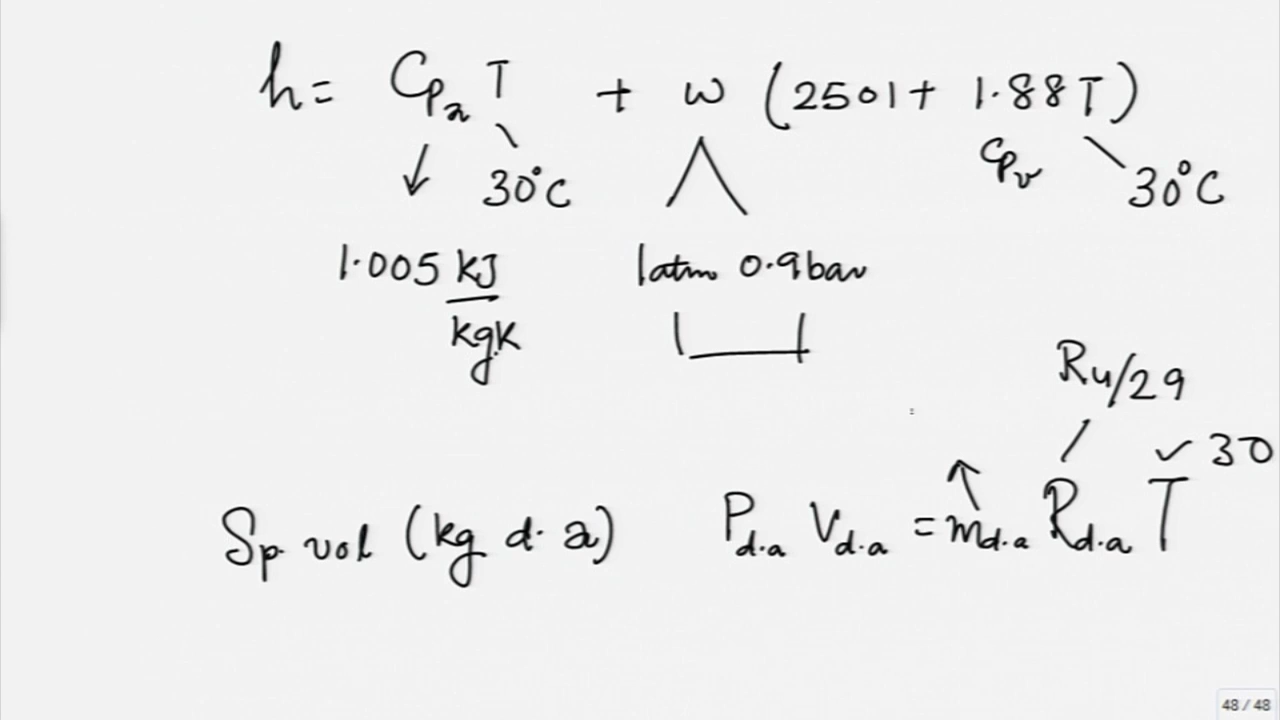 h = Cpa T + w (2501 + 1.88T)
30°C Cpv 30°C
1.005 kJ/kgK 1atm 0.9bar
Ru/29
✓ 30
Sp. vol (kg d.a) Pd.a Vd.a = md.a Rd.a T
48 / 48